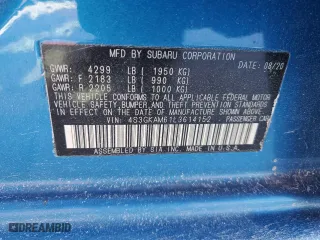 MFD BY SUBARU CORPORATION 08/20
GVWR: 4299 LB ( 1950 KG)
GAWR: F 2183 LB ( 990 KG)
GAWR: R 2205 LB ( 1000 KG)
THIS VEHICLE CONFORMS TO ALL APPLICABLE FEDERAL MOTOR
VEHICLE SAFETY, BUMPER, AND THEFT PREVENTION STANDARDS
IN EFFECT ON THE DATE OF MANUFACTURE SHOWN ABOVE.
PASSENGER CAR
VIN: 4S3GKAM61L3614152
ASSEMBLED BY SIA, INC. MADE IN U.S.A.